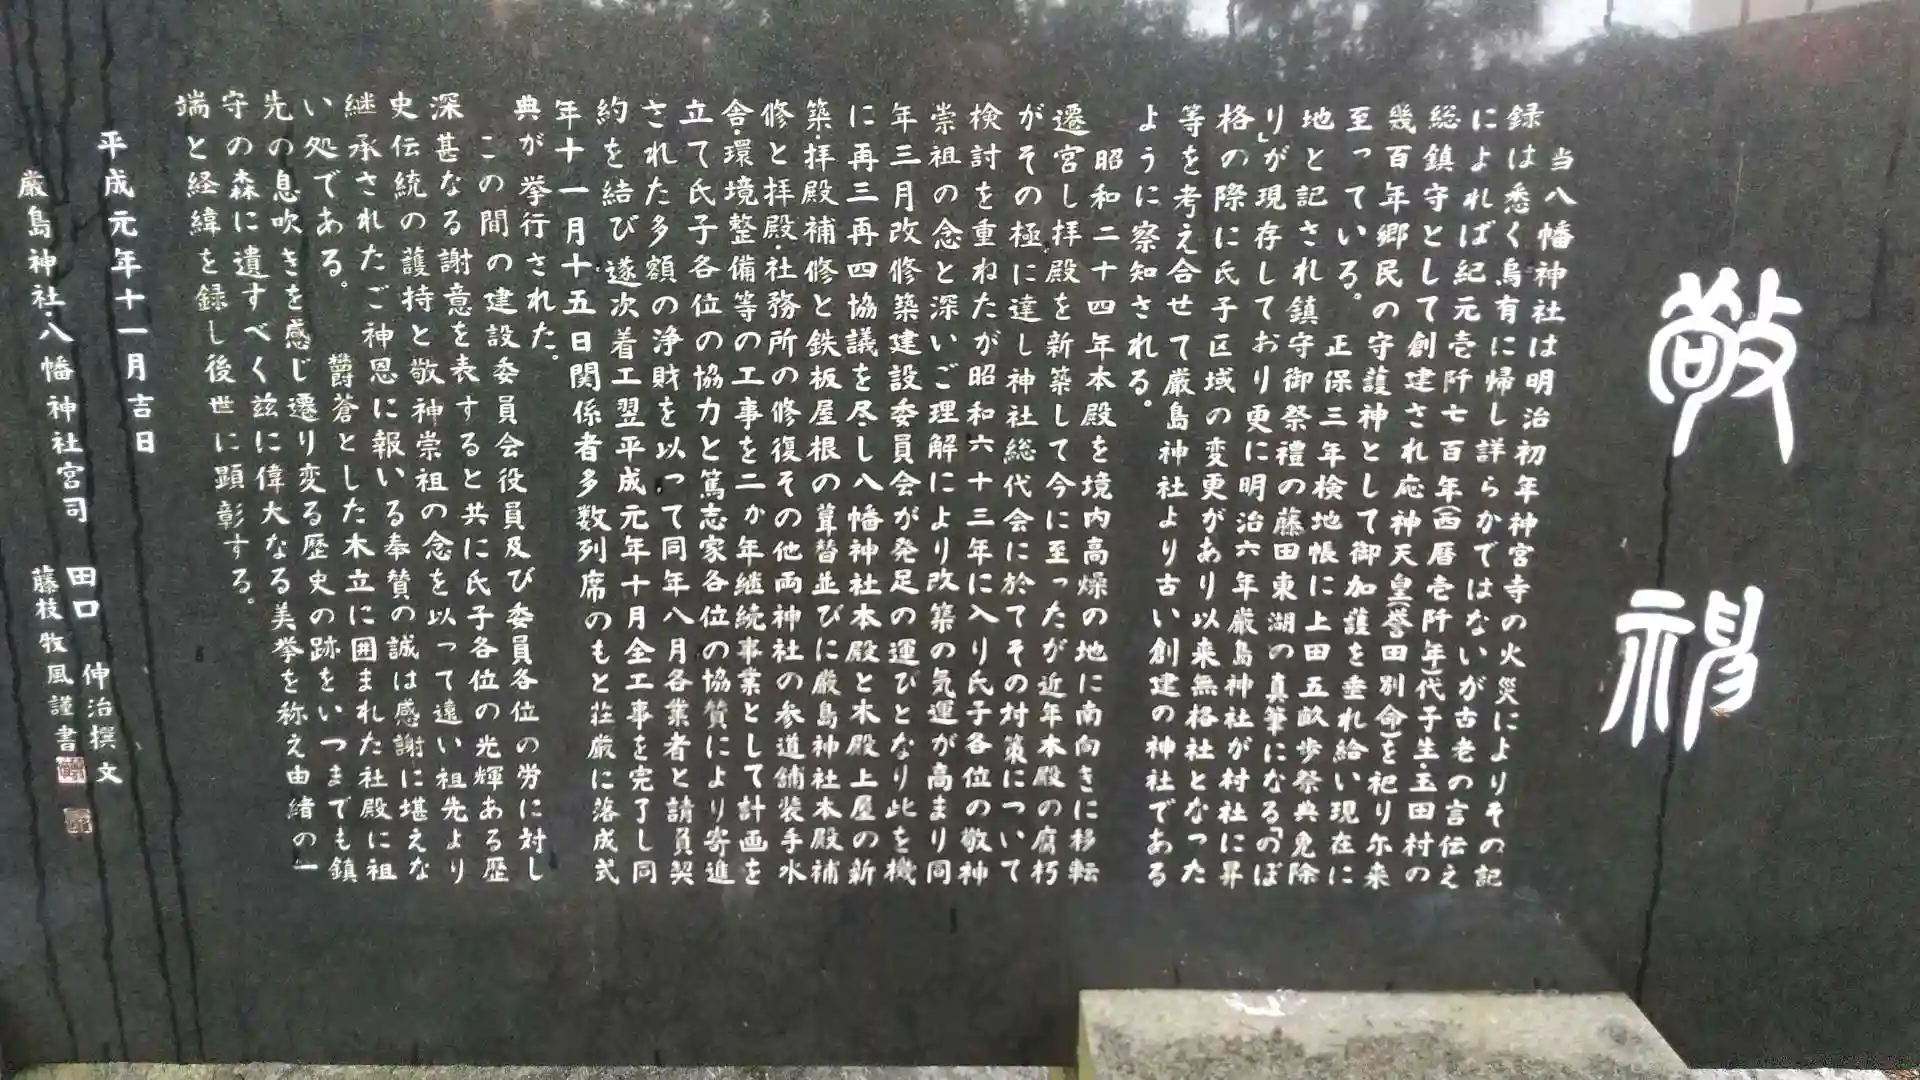 敬神
当八幡神社は明治初年神宮寺の火災によりその記
録は悉く烏有に帰し詳らかではないが古老の言伝え
によれば紀元壱阡七百年(西暦壱阡年)代子生・玉田村の
総鎮守として創建され応神天皇(誉田別命)を祀り尓来
幾百年郷民の守護神として御加護を垂れ給い現在に
至っている。 正保三年検地帳に上田五畝歩祭典免除
地と記され鎮守御祭禮の藤田東湖の真筆になる「のぼ
り」が現存しており更に明治六年厳島神社が村社に昇
格の際に氏子区域の変更があり以来無格社となった
等を考え合せて厳島神社より古い創建の神社である
ように察知される。
昭和二十四年本殿を境内高燥の地に南向きに移転
遷宮し拝殿を新築して今に至ったが近年本殿の腐朽
がその極に達し神社総代会に於てその対策について
検討を重ねたが昭和六十三年に入り氏子各位の敬神
崇祖の念と深いご理解により改築の気運が高まり同
年三月改修築建設委員会が発足の運びとなり此を機
に再三再四協議を尽し八幡神社本殿と木殿上屋の新
築拝殿補修と鉄板屋根の葺替並びに厳島神社本殿補
修と拝殿・社務所の修復その他両神社の参道舗装手水
舎・環境整備等の工事を二か年継続事業として計画を
立て氏子各位の協力と篤志家各位の協賛により寄進
された多額の浄財を以って同年八月各業者と請負契
約を結び逐次着工翌平成元年十月全工事を完了し同
年十一月十五日関係者多数列席のもと荘厳に落成式
典が挙行された。
この間の建設委員会役員及び委員各位の労に対し
深甚なる謝意を表すると共に氏子各位の光輝ある歴
史伝統の護持と敬神崇祖の念を以って遠い祖先より
継承されたご神恩に報いる奉賛の誠は感謝に堪えな
い処である。 欝蒼とした木立に囲まれた社殿に祖
先の息吹きを感じ遷り変る歴史の跡をいつまでも鎮
守の森に遺すべく茲に偉大なる美挙を称え由緒の一
端と経緯を録し後世に顕彰する。
平成元年十一月吉日
厳島神社・八幡神社宮司 田口 伸治撰文
藤枝牧風謹書